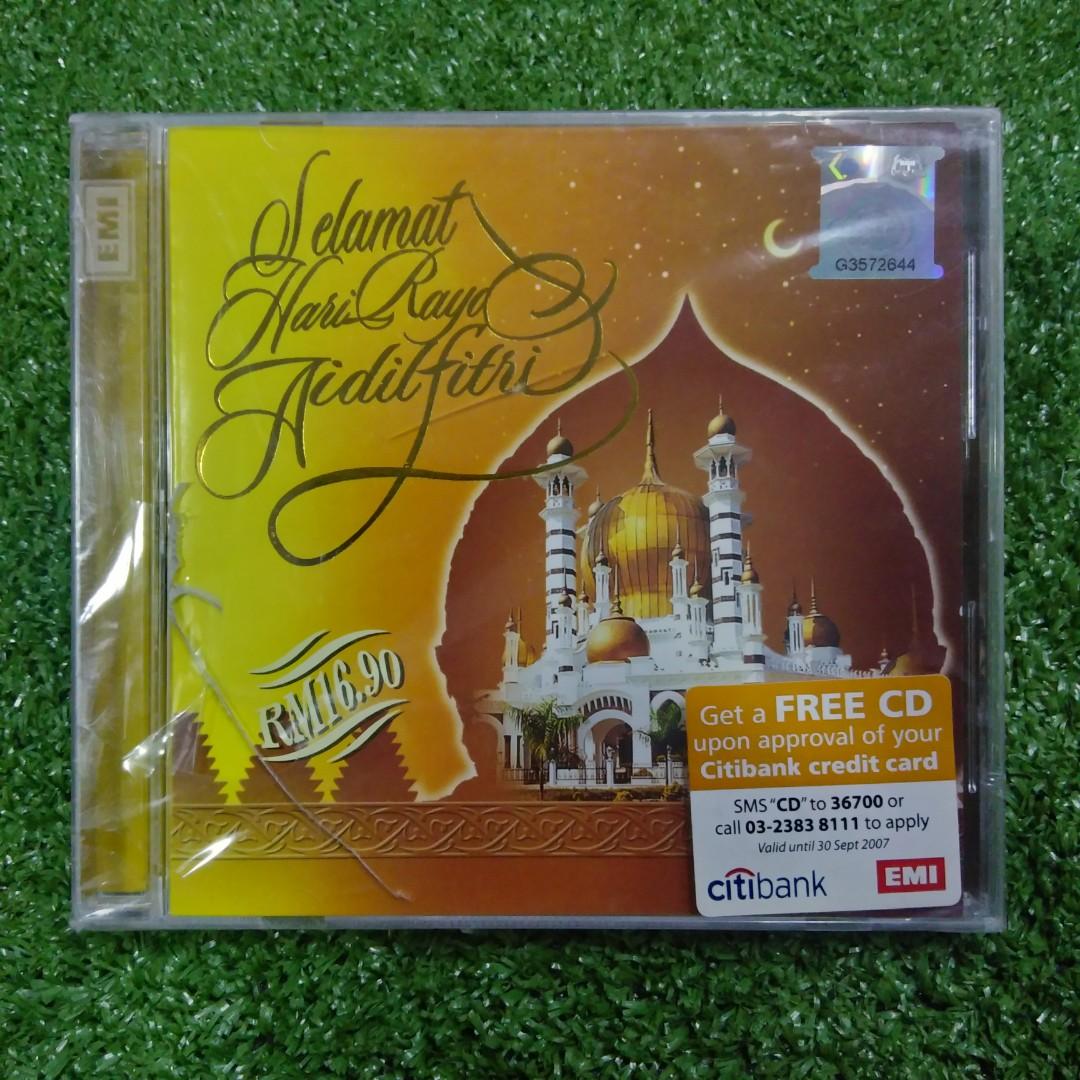 EMI
Selamat
Hari Raya
Aidilfitri
G3572644
RM16.90
Get a FREE CD
upon approval of your
Citibank credit card
SMS "CD" to 36700 or
call 03-2383 8111 to apply
Valid until 30 Sept 2007
citibank
EMI